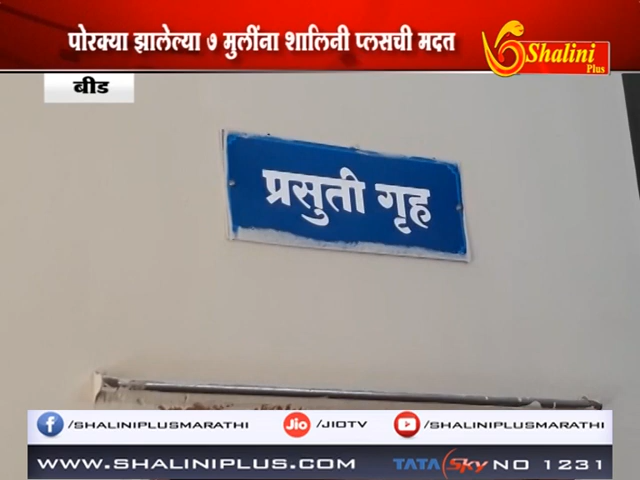 पोरक्या झालेल्या ७ मुलींना शालिनी प्लसची मदत
Shalini
Plus
बीड
प्रसुती गृह
/SHALINIPLUSMARATHI
Jio /JIOTV
/SHALINIPLUSMARATHI
WWW.SHALINIPLUS.COM
TATA Sky NO 1231